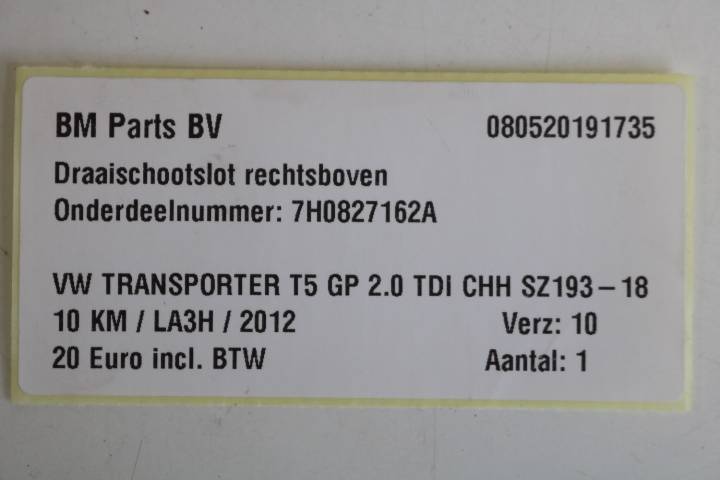 BM Parts BV 080520191735
Draaischootslot rechtsboven
Onderdeelnummer: 7H0827162A
VW TRANSPORTER T5 GP 2.0 TDI CHH SZ193-18
10 KM / LA3H / 2012 Verz: 10
20 Euro incl. BTW Aantal: 1